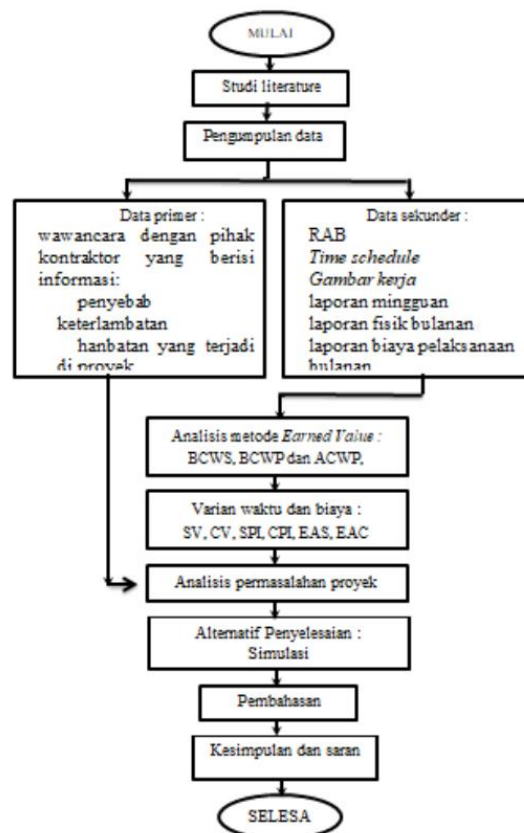 MULAI
Studi literature
Pengumpulan data
Data primer :
wawancara dengan pihak
kontraktor yang berisi
informasi:
penyebab
keterlambatan
hanbatan yang terjadi
di proyek
Data sekunder :
RAB
Time schedule
Gambar kerja
laporan mingguan
laporan fisik bulanan
laporan biaya pelaksanaan
bulanan
Analisis metode Earned Value :
BCWS, BCWP dan ACWP,
Varian waktu dan biaya :
SV, CV, SPI, CPI, EAS, EAC
Analisis permasalahan proyek
Alternatif Penyelesaian :
Simulasi
Pembahasan
Kesimpulan dan saran
SELESA